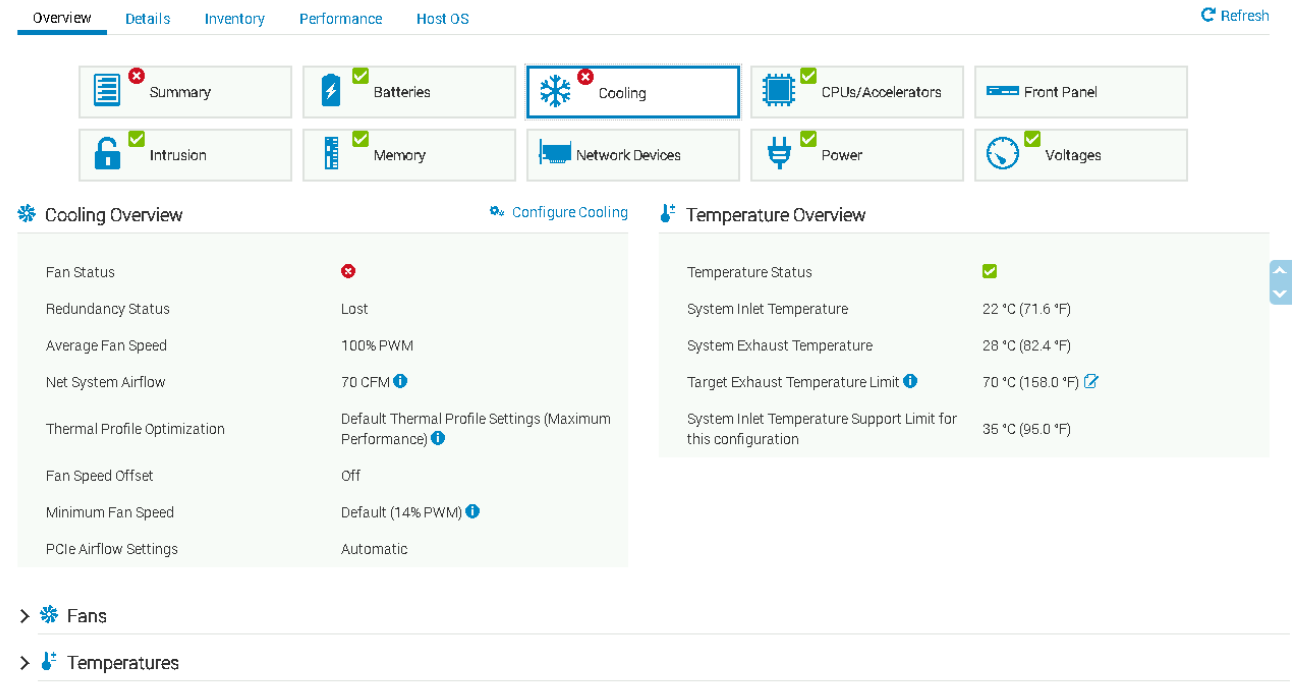 Overview Details Inventory Performance Host OS Refresh
Summary Batteries Cooling CPUs/Accelerators Front Panel
Intrusion Memory Network Devices Power Voltages
Cooling Overview Configure Cooling
Fan Status
Redundancy Status Lost
Average Fan Speed 100% PWM
Net System Airflow 70 CFM
Thermal Profile Optimization Default Thermal Profile Settings (Maximum
Performance)
Fan Speed Offset Off
Minimum Fan Speed Default (14% PWM)
PCIe Airflow Settings Automatic
Temperature Overview
Temperature Status
System Inlet Temperature 22 °C (71.6 °F)
System Exhaust Temperature 28 °C (82.4 °F)
Target Exhaust Temperature Limit 70 °C (158.0 °F)
System Inlet Temperature Support Limit for
this configuration 35 °C (95.0 °F)
Fans
Temperatures